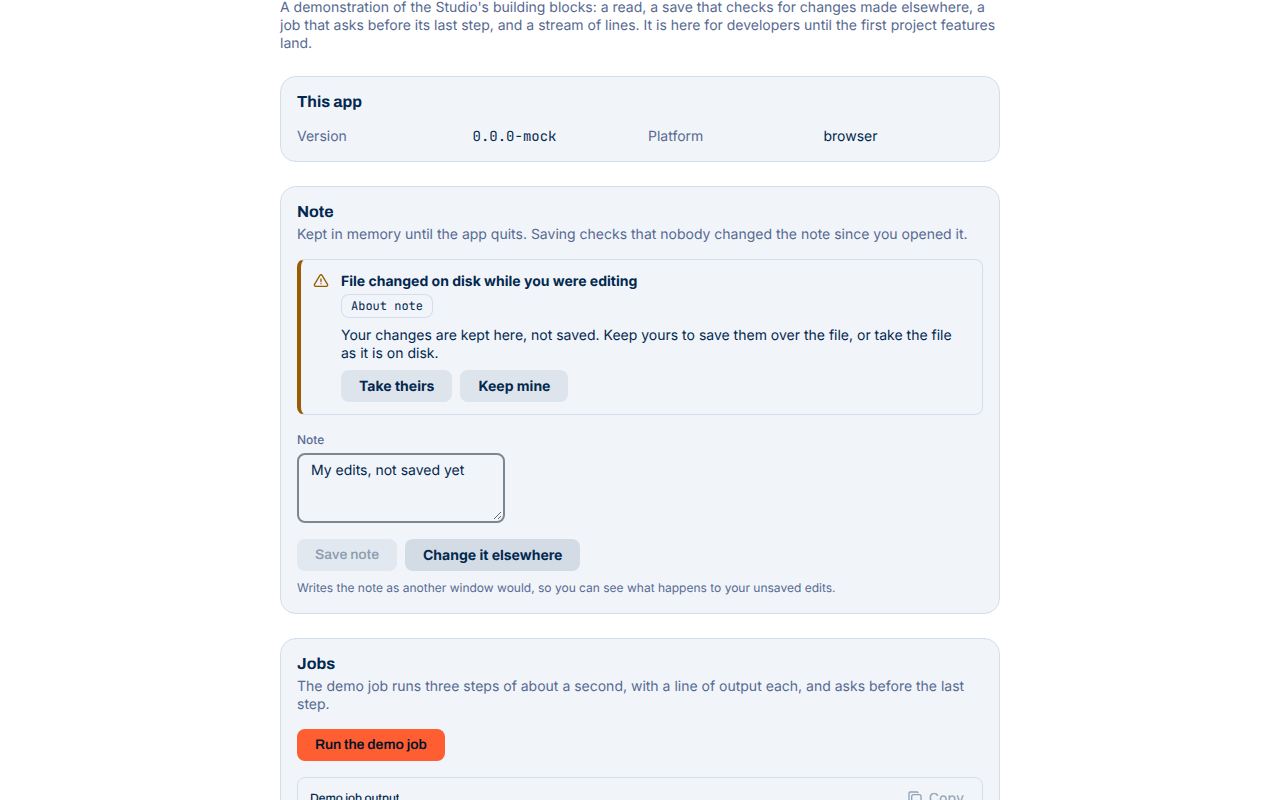 A demonstration of the Studio's building blocks: a read, a save that checks for changes made elsewhere, a
job that asks before its last step, and a stream of lines. It is here for developers until the first project features
land.
This app
Version 0.0.0-mock Platform browser
Note
Kept in memory until the app quits. Saving checks that nobody changed the note since you opened it.
File changed on disk while you were editing
About note
Your changes are kept here, not saved. Keep yours to save them over the file, or take the file
as it is on disk.
Take theirs Keep mine
Note
My edits, not saved yet
Save note Change it elsewhere
Writes the note as another window would, so you can see what happens to your unsaved edits.
Jobs
The demo job runs three steps of about a second, with a line of output each, and asks before the last
step.
Run the demo job
Demo job output Copy